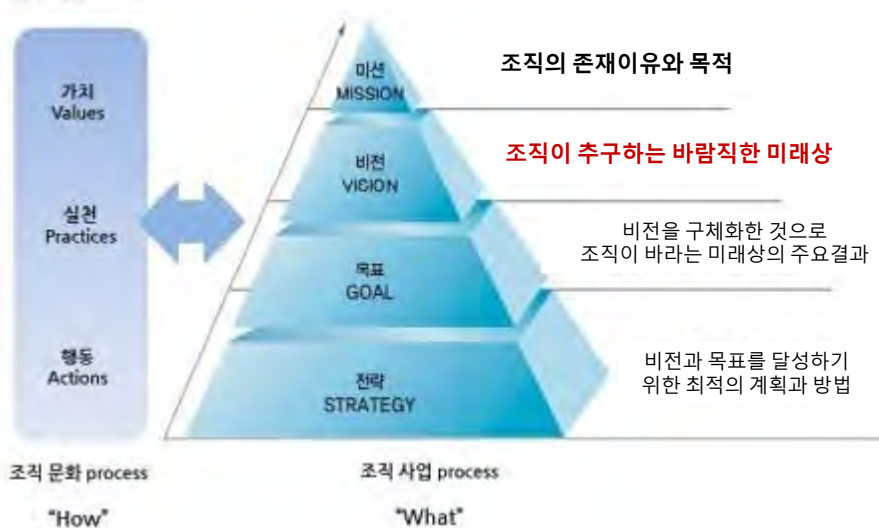 가치
Values
실천
Practices
행동
Actions
조직 문화 process
"How"
미션
MISSION
비전
VISION
목표
GOAL
전략
STRATEGY
조직 사업 process
"What"
조직의 존재이유와 목적
조직이 추구하는 바람직한 미래상
비전을 구체화한 것으로
조직이 바라는 미래상의 주요결과
비전과 목표를 달성하기
위한 최적의 계획과 방법